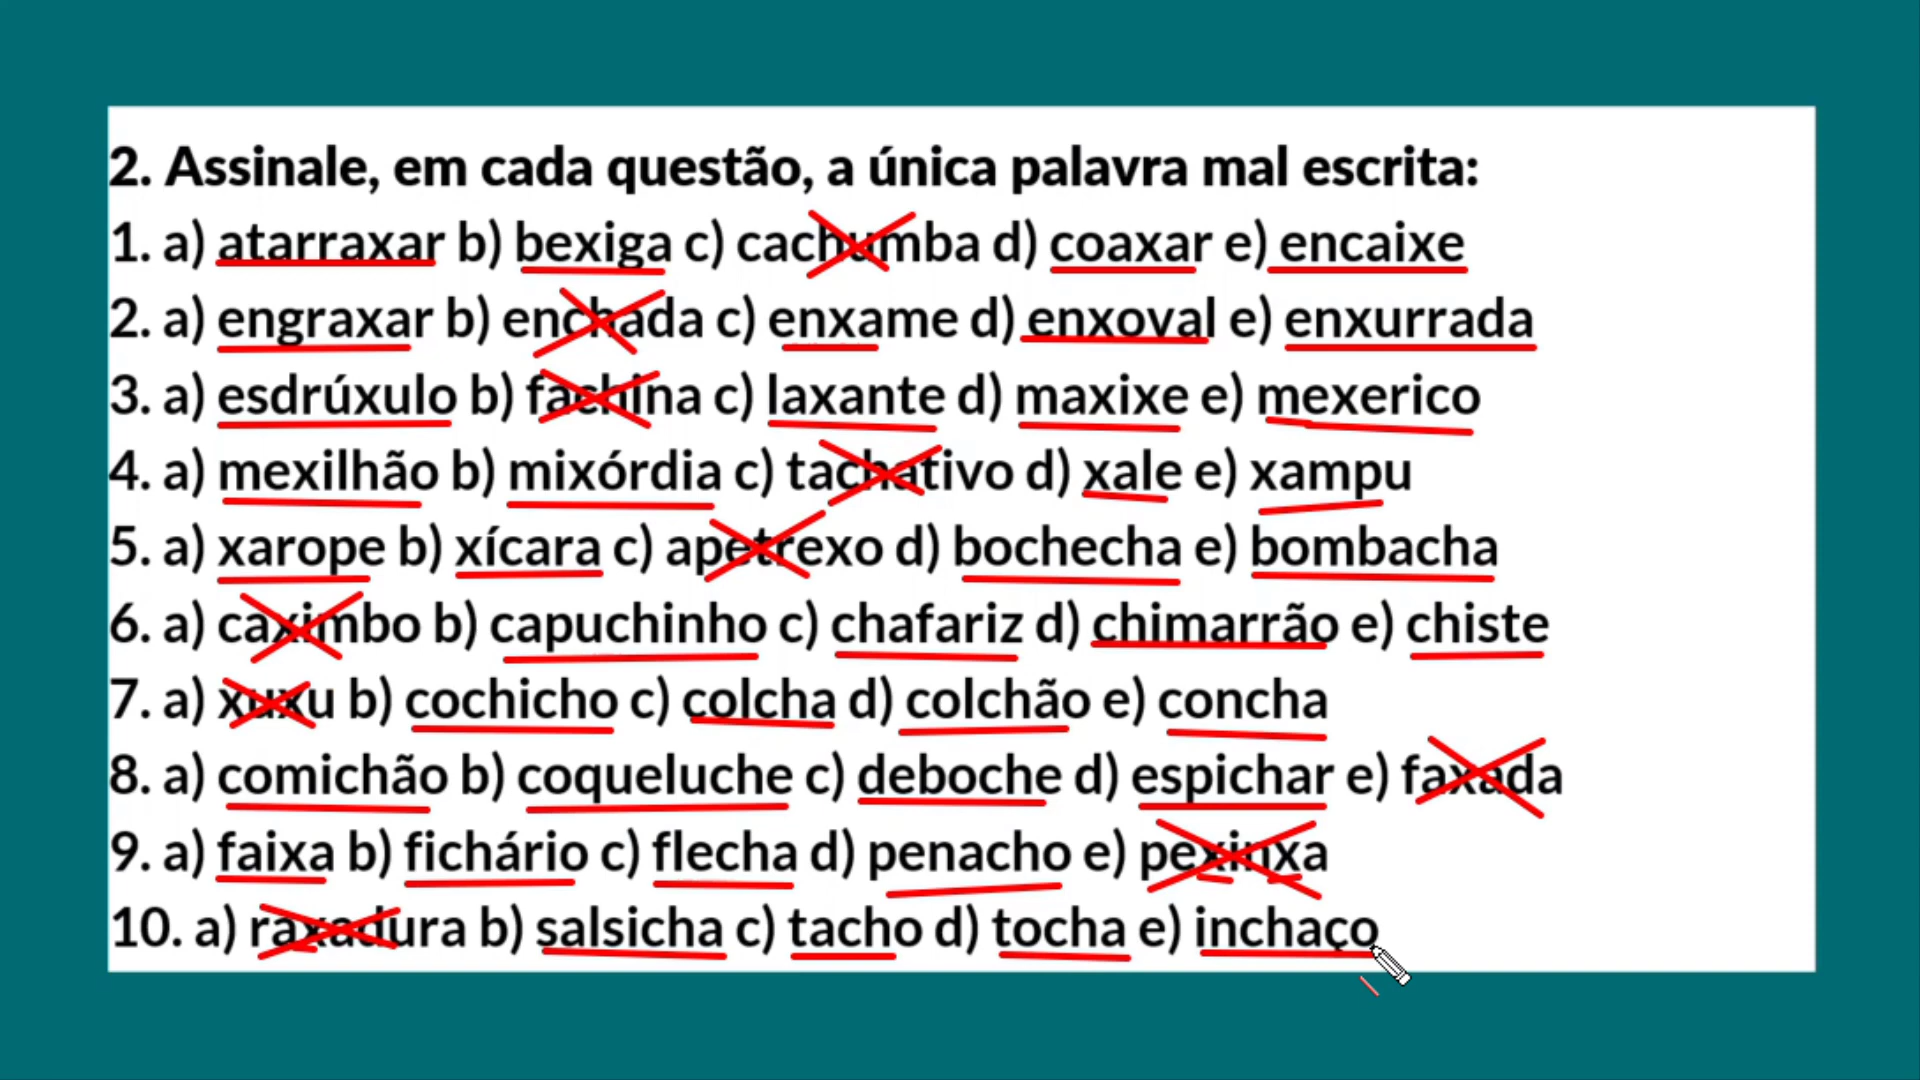 2. Assinale, em cada questão, a única palavra mal escrita:
1. a) atarraxar b) bexiga c) cachumba d) coaxar e) encaixe
2. a) engraxar b) enchada c) enxame d) enxoval e) enxurrada
3. a) esdrúxulo b) fachina c) laxante d) maxixe e) mexerico
4. a) mexilhão b) mixórdia c) tachativo d) xale e) xampu
5. a) xarope b) xícara c) apetrexo d) bochecha e) bombacha
6. a) caximbo b) capuchinho c) chafariz d) chimarrão e) chiste
7. a) xuxu b) cochicho c) colcha d) colchão e) concha
8. a) comichão b) coqueluche c) deboche d) espichar e) faxada
9. a) faixa b) fichário c) flecha d) penacho e) pexinxa
10. a) raxadura b) salsicha c) tacho d) tocha e) inchaço